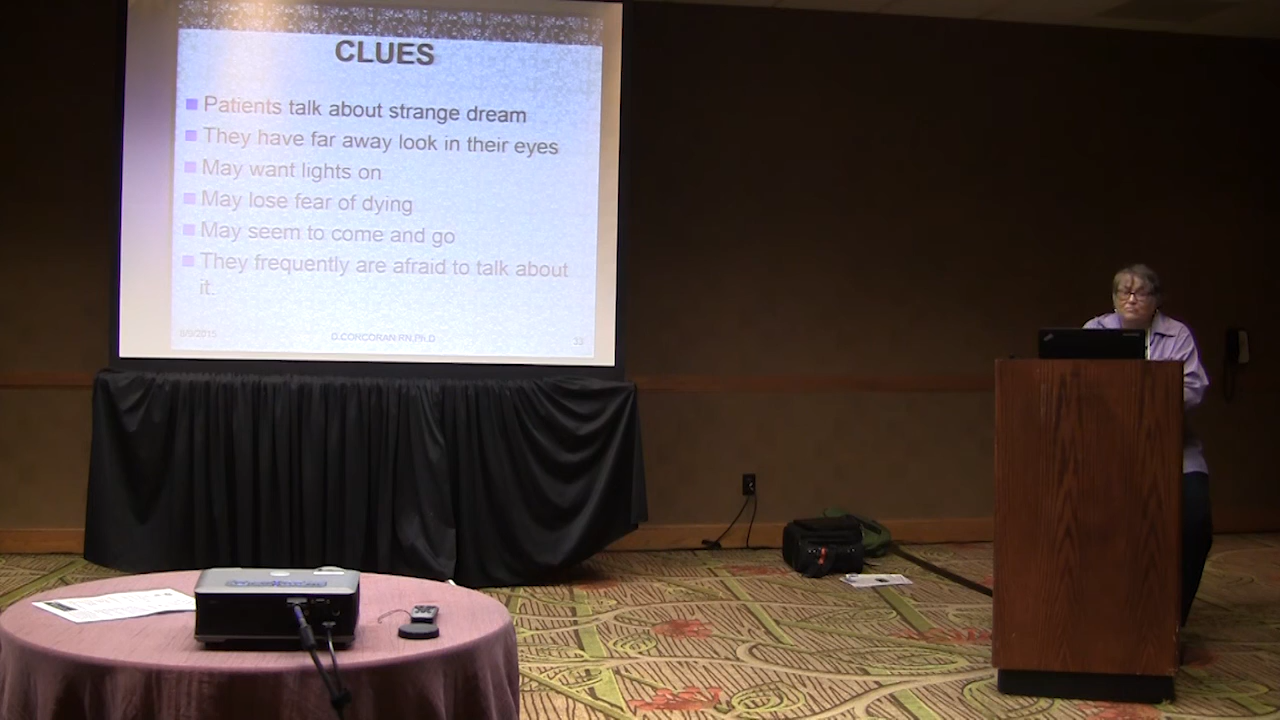 CLUES
Patients talk about strange dream
They have far away look in their eyes
May want lights on
May lose fear of dying
May seem to come and go
They frequently are afraid to talk about
it.
D.CORCORAN,RN,Ph.D
33